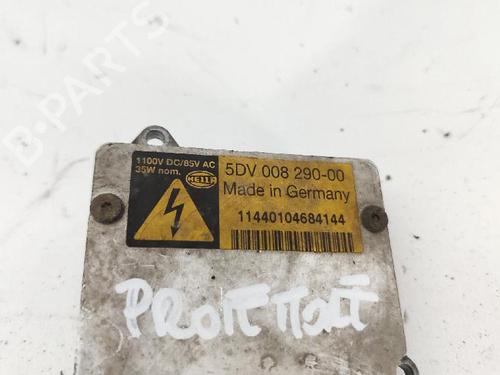 B-PARTS
1100V DC/85V AC
35W nom.
HELLA
5DV 008 290-00
Made in Germany
11440104684144